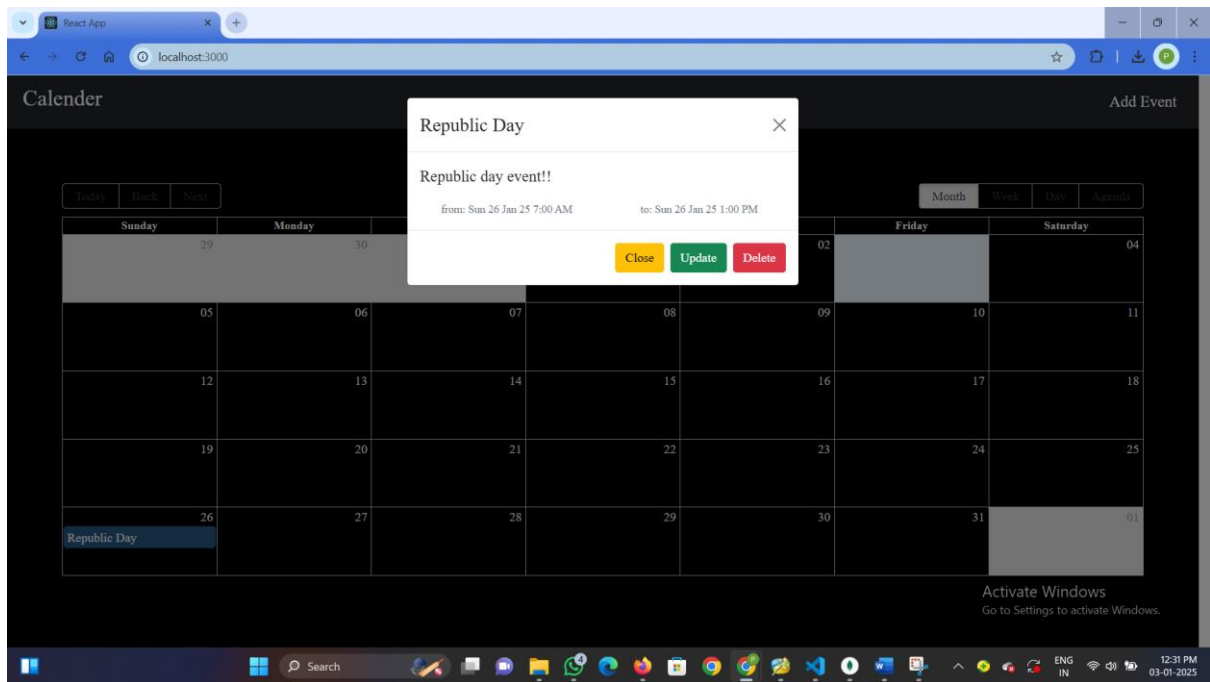 React App
localhost:3000
Calender
Add Event
Republic Day
Republic day event!!
from: Sun 26 Jan 25 7:00 AM to: Sun 26 Jan 25 1:00 PM
Close Update Delete
Today Back Next
Month Week Day Agenda
Sunday Monday Friday Saturday
29 30 02 04
05 06 07 08 09 10 11
12 13 14 15 16 17 18
19 20 21 22 23 24 25
26 27 28 29 30 31 01
Republic Day
Activate Windows
Go to Settings to activate Windows.
Search
4
ENG
IN
12:31 PM
03-01-2025
P